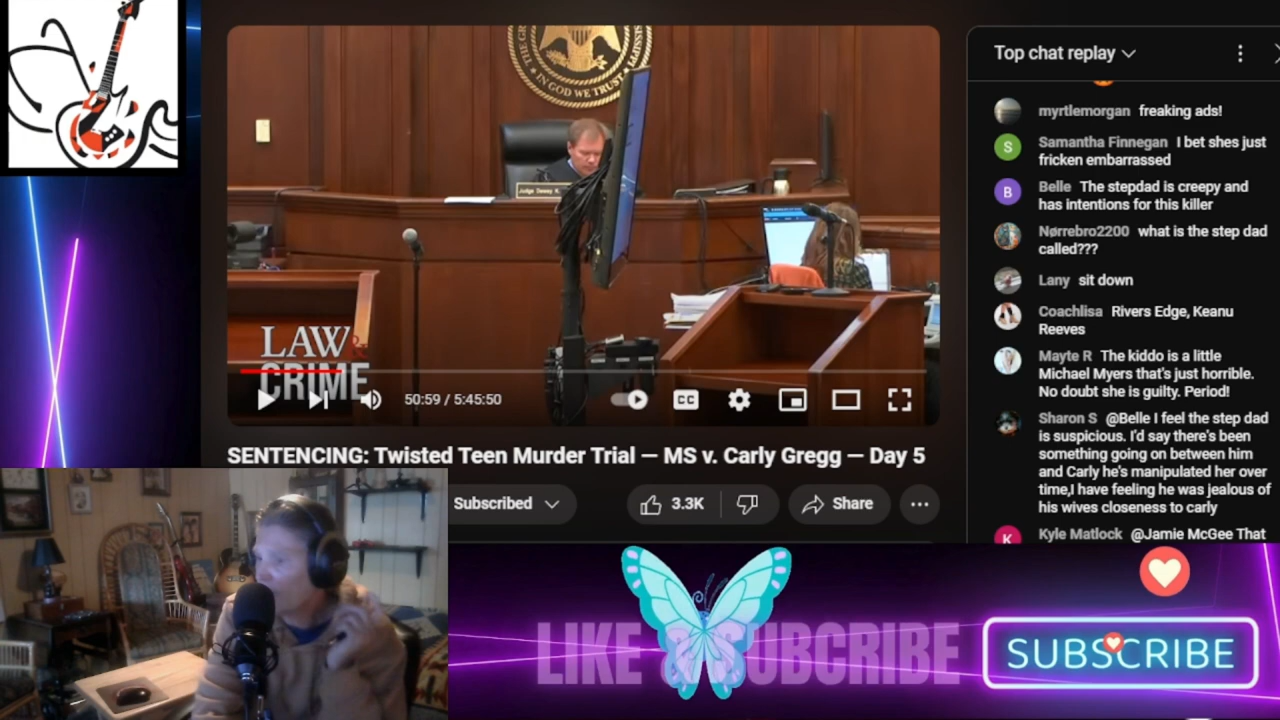 IN GOD WE TRUST
Judge Dewey K.
LAW&
CRIME
50:59 / 5:45:50
CC
SENTENCING: Twisted Teen Murder Trial — MS v. Carly Gregg — Day 5
Subscribed
3.3K
Share
Top chat replay
myrtlemorgan freaking ads!
S
Samantha Finnegan I bet shes just
fricken embarrassed
B
Belle The stepdad is creepy and
has intentions for this killer
Nørrebro2200 what is the step dad
called???
Lany sit down
Coachlisa Rivers Edge, Keanu
Reeves
Mayte R The kiddo is a little
Michael Myers that's just horrible.
No doubt she is guilty. Period!
Sharon S @Belle I feel the step dad
is suspicious. I'd say there's been
something going on between him
and Carly he's manipulated her over
time,I have feeling he was jealous of
his wives closeness to carly
K
Kyle Matlock @Jamie McGee That
LIKE & SUBCRIBE
SUBSCRIBE